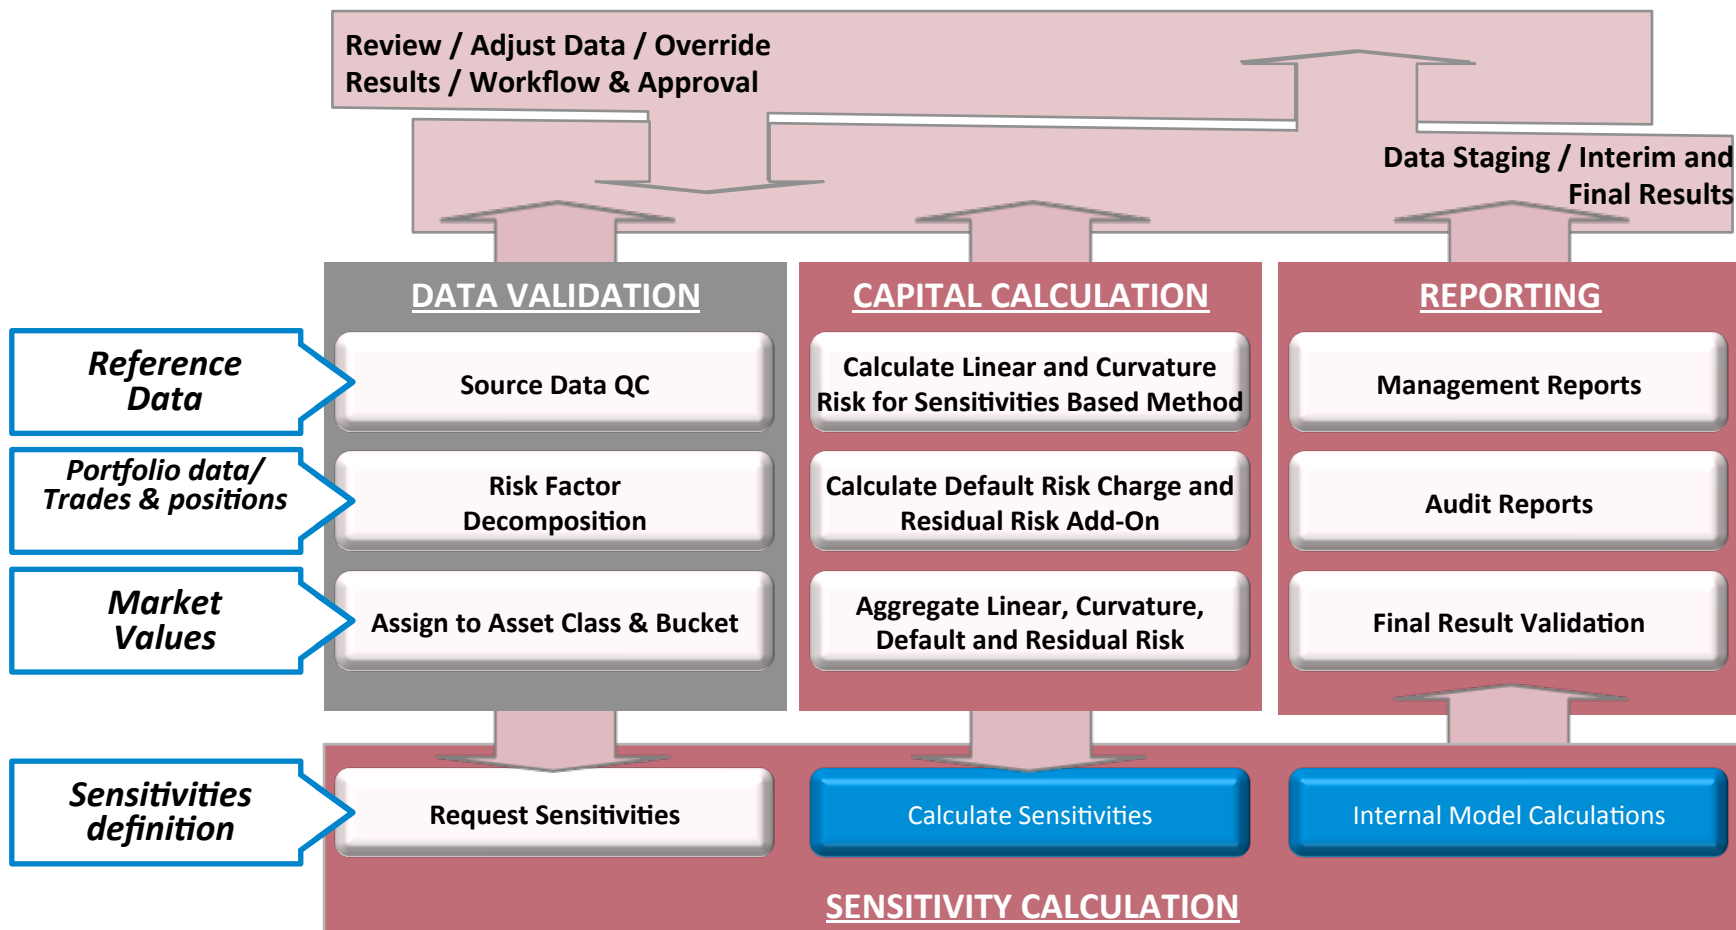 Review / Adjust Data / Override
Results / Workflow & Approval
Data Staging / Interim and
Final Results
DATA VALIDATION
CAPITAL CALCULATION
REPORTING
Reference
Data
Source Data QC
Calculate Linear and Curvature
Risk for Sensitivities Based Method
Management Reports
Portfolio data/
Trades & positions
Risk Factor
Decomposition
Calculate Default Risk Charge and
Residual Risk Add-On
Audit Reports
Market
Values
Assign to Asset Class & Bucket
Aggregate Linear, Curvature,
Default and Residual Risk
Final Result Validation
Sensitivities
definition
Request Sensitivities
Calculate Sensitivities
Internal Model Calculations
SENSITIVITY CALCULATION